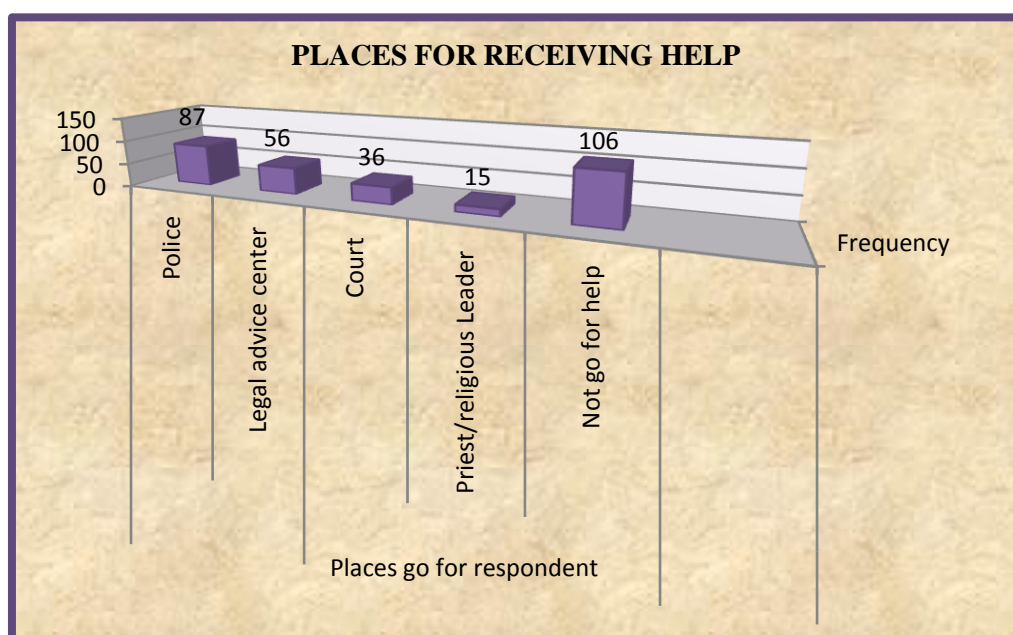 PLACES FOR RECEIVING HELP
150
100
50
0
87
56
36
15
106
Police
Legal advice center
Court
Priest/religious Leader
Not go for help
Frequency
Places go for respondent